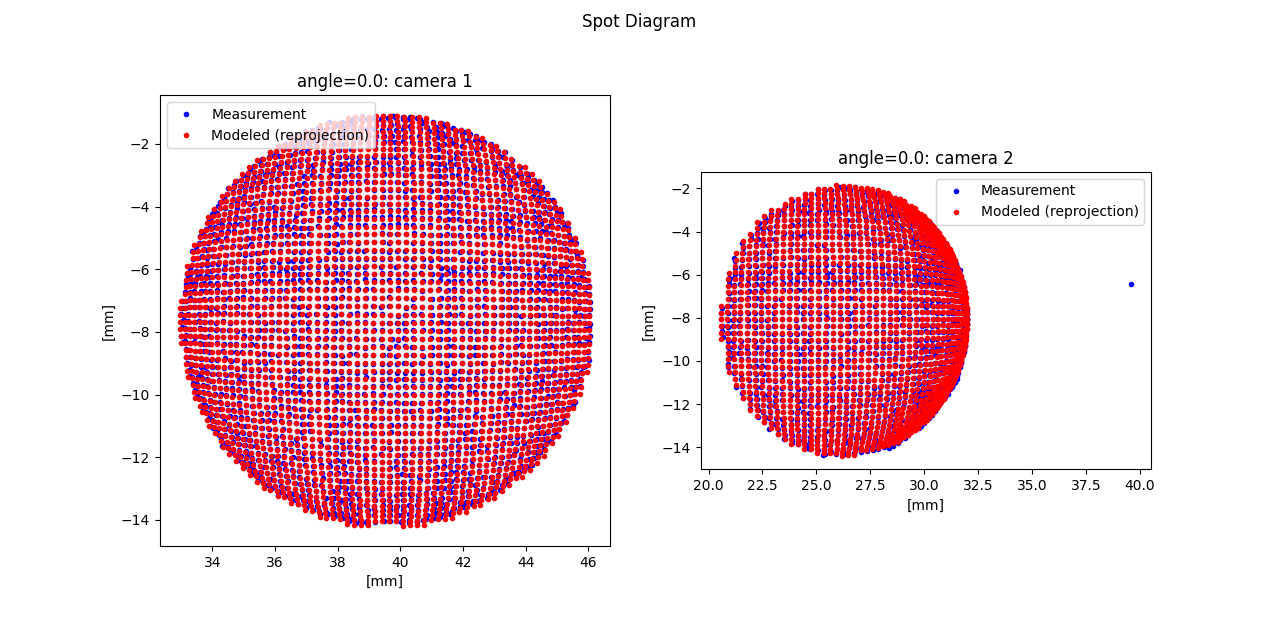 Spot Diagram
angle=0.0: camera 1
Measurement
Modeled (reprojection)
−2
−4
−6
−8
−10
−12
−14
[mm]
34 36 38 40 42 44 46
[mm]
angle=0.0: camera 2
Measurement
Modeled (reprojection)
−2
−4
−6
−8
−10
−12
−14
[mm]
20.0 22.5 25.0 27.5 30.0 32.5 35.0 37.5 40.0
[mm]